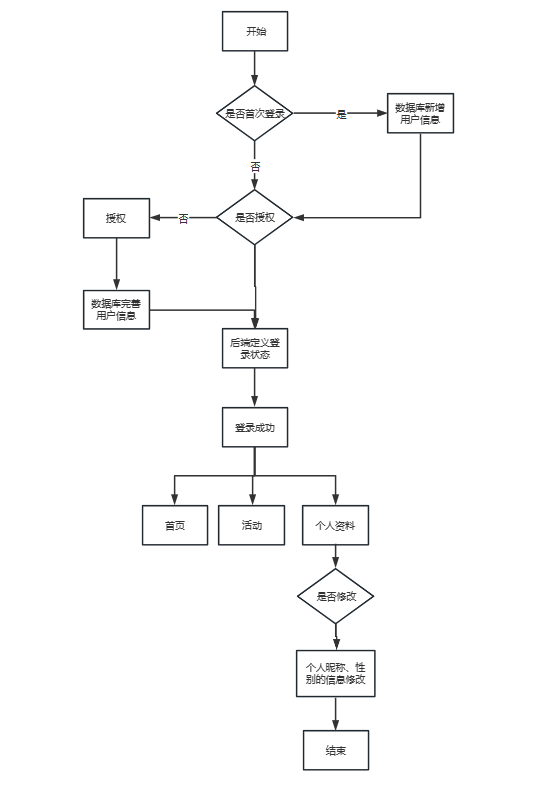 开始
是否首次登录
是
数据库新增
用户信息
否
是否授权
否
授权
数据库完善
用户信息
后端定义登
录状态
登录成功
首页
活动
个人资料
是否修改
个人昵称、性
别的信息修改
结束